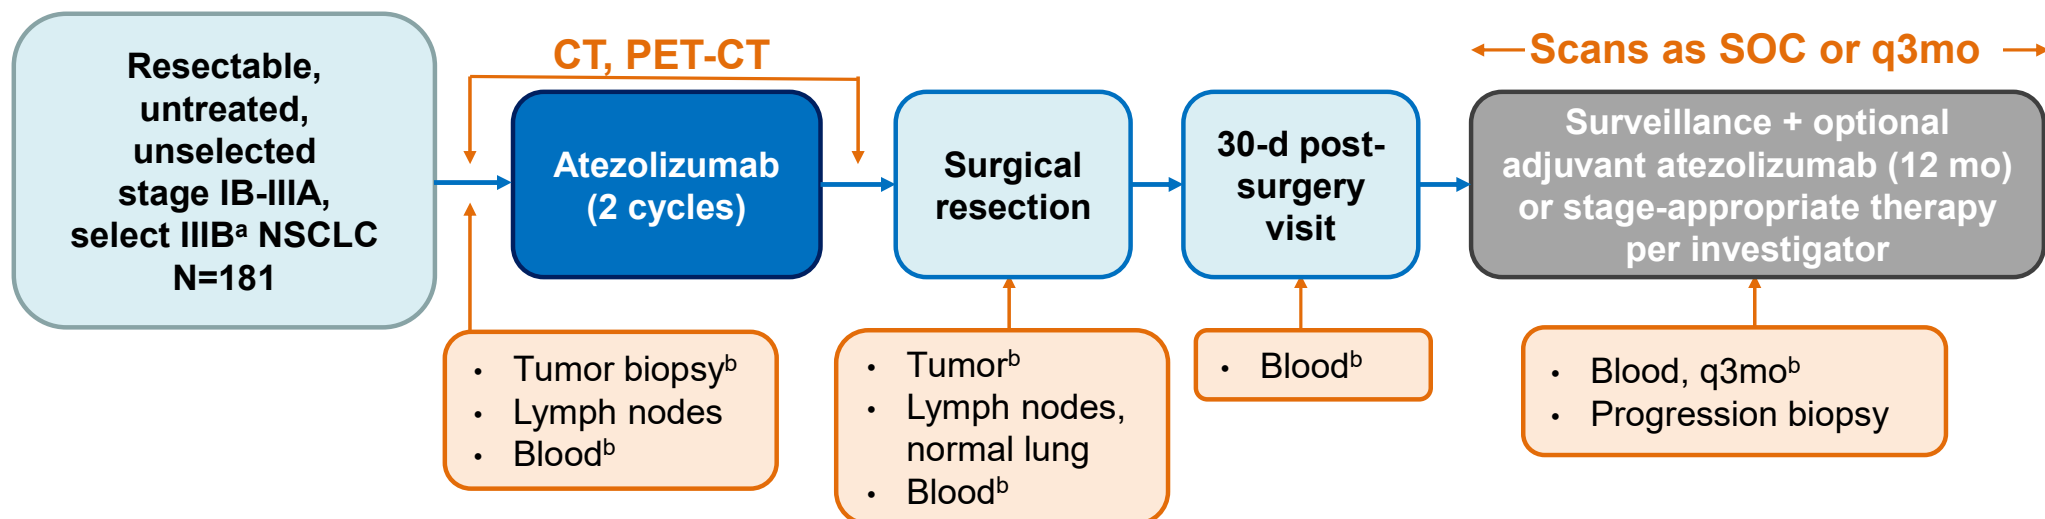 Resectable,
untreated,
unselected
stage IB-IIIA,
select IIIBᵃ NSCLC
N=181
CT, PET-CT
Atezolizumab
(2 cycles)
Surgical
resection
30-d post-
surgery
visit
Scans as SOC or q3mo
Surveillance + optional
adjuvant atezolizumab (12 mo)
or stage-appropriate therapy
per investigator
• Tumor biopsyᵇ
• Lymph nodes
• Bloodᵇ
• Tumorᵇ
• Lymph nodes,
normal lung
• Bloodᵇ
• Bloodᵇ
• Blood, q3moᵇ
• Progression biopsy